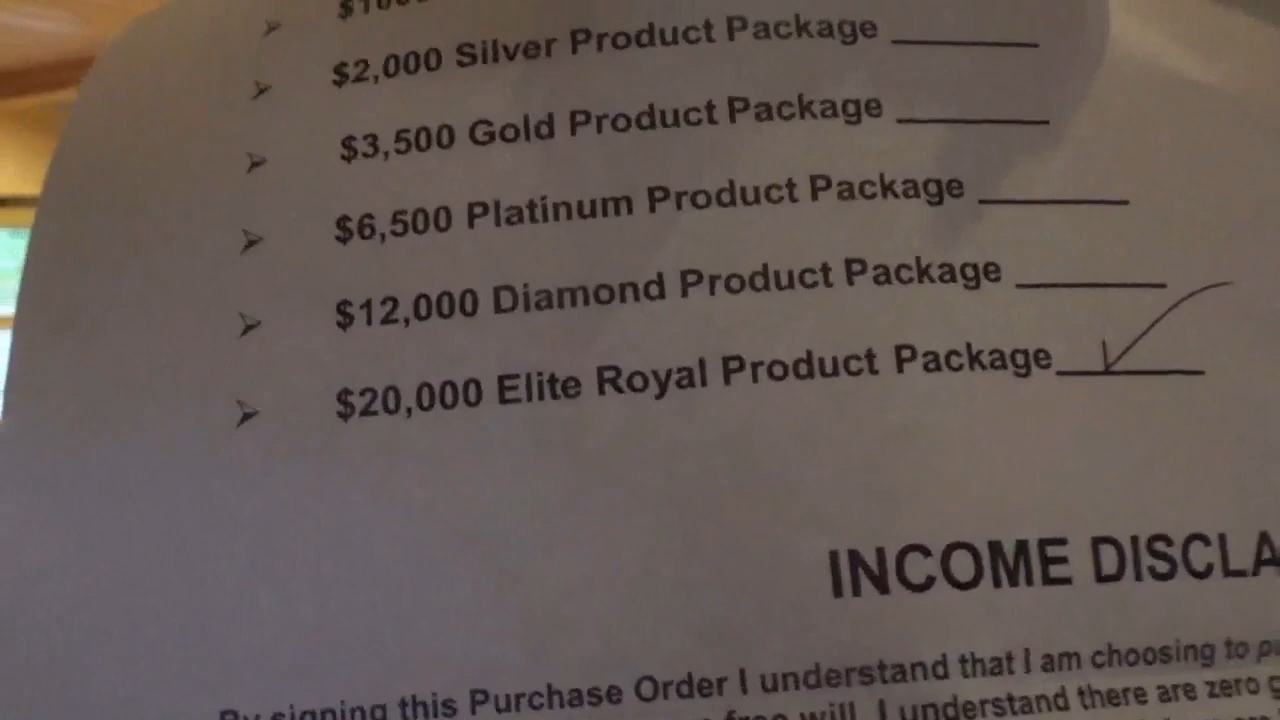 $2,000 Silver Product Package
$3,500 Gold Product Package
$6,500 Platinum Product Package
$12,000 Diamond Product Package
$20,000 Elite Royal Product Package
INCOME DISCLA
By signing this Purchase Order I understand that I am choosing to
free will. I understand there are zero